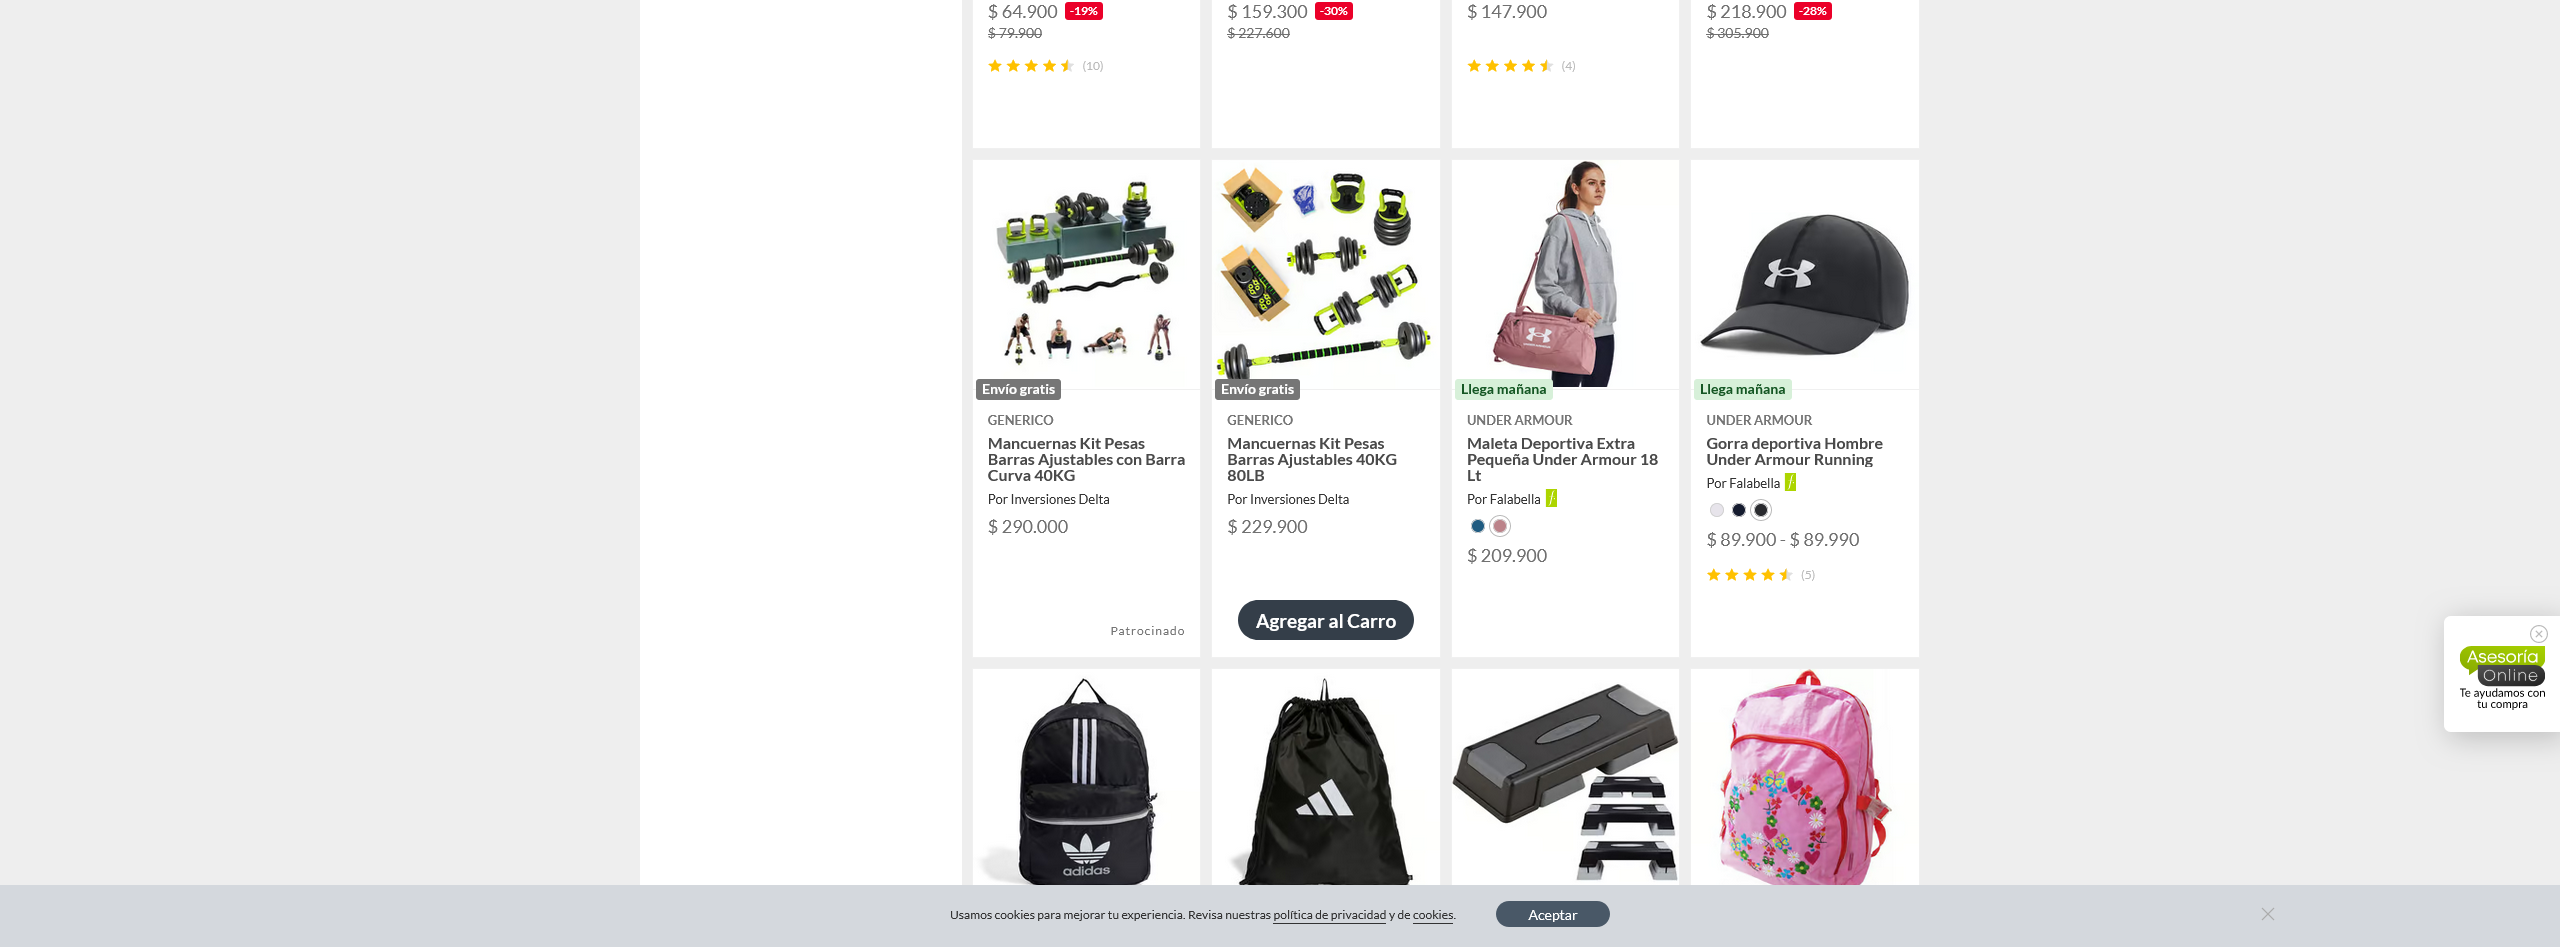 $ 64.900 -19%
$ 79.900
(10)
$ 159.300 -30%
$ 227.600
$ 147.900
(4)
$ 218.900 -28%
$ 305.900
Envío gratis
GENERICO
Mancuernas Kit Pesas
Barras Ajustables con Barra
Curva 40KG
Por Inversiones Delta
$ 290.000
Patrocinado
Envío gratis
GENERICO
Mancuernas Kit Pesas
Barras Ajustables 40KG
80LB
Por Inversiones Delta
$ 229.900
Agregar al Carro
Llega mañana
UNDER ARMOUR
Maleta Deportiva Extra
Pequeña Under Armour 18
Lt
Por Falabella
$ 209.900
Llega mañana
UNDER ARMOUR
Gorra deportiva Hombre
Under Armour Running
Por Falabella
$ 89.900 - $ 89.990
(5)
adidas
Asesoría
Online
Te ayudamos con
tu compra
Usamos cookies para mejorar tu experiencia. Revisa nuestras política de privacidad y de cookies.
Aceptar